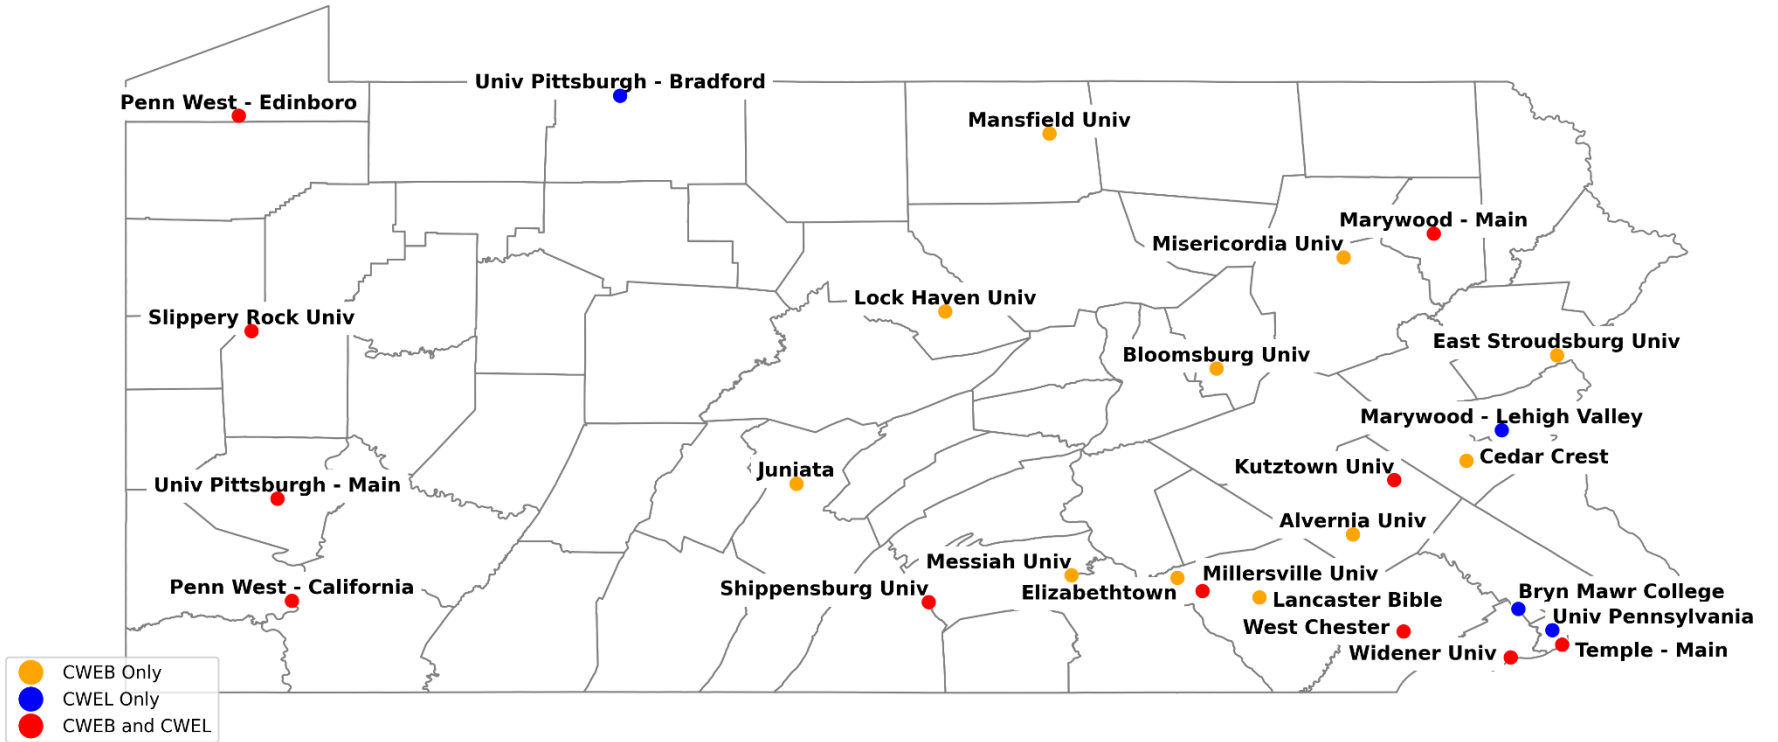 Univ Pittsburgh - Bradford
Penn West - Edinboro
Mansfield Univ
Marywood - Main
Misericordia Univ
Lock Haven Univ
Slippery Rock Univ
East Stroudsburg Univ
Bloomsburg Univ
Marywood - Lehigh Valley
Cedar Crest
Kutztown Univ
Juniata
Univ Pittsburgh - Main
Alvernia Univ
Messiah Univ
Millersville Univ
Penn West - California
Shippensburg Univ
Elizabethtown
Bryn Mawr College
Lancaster Bible
Univ Pennsylvania
West Chester
Temple - Main
Widener Univ
CWEB Only
CWEL Only
CWEB and CWEL